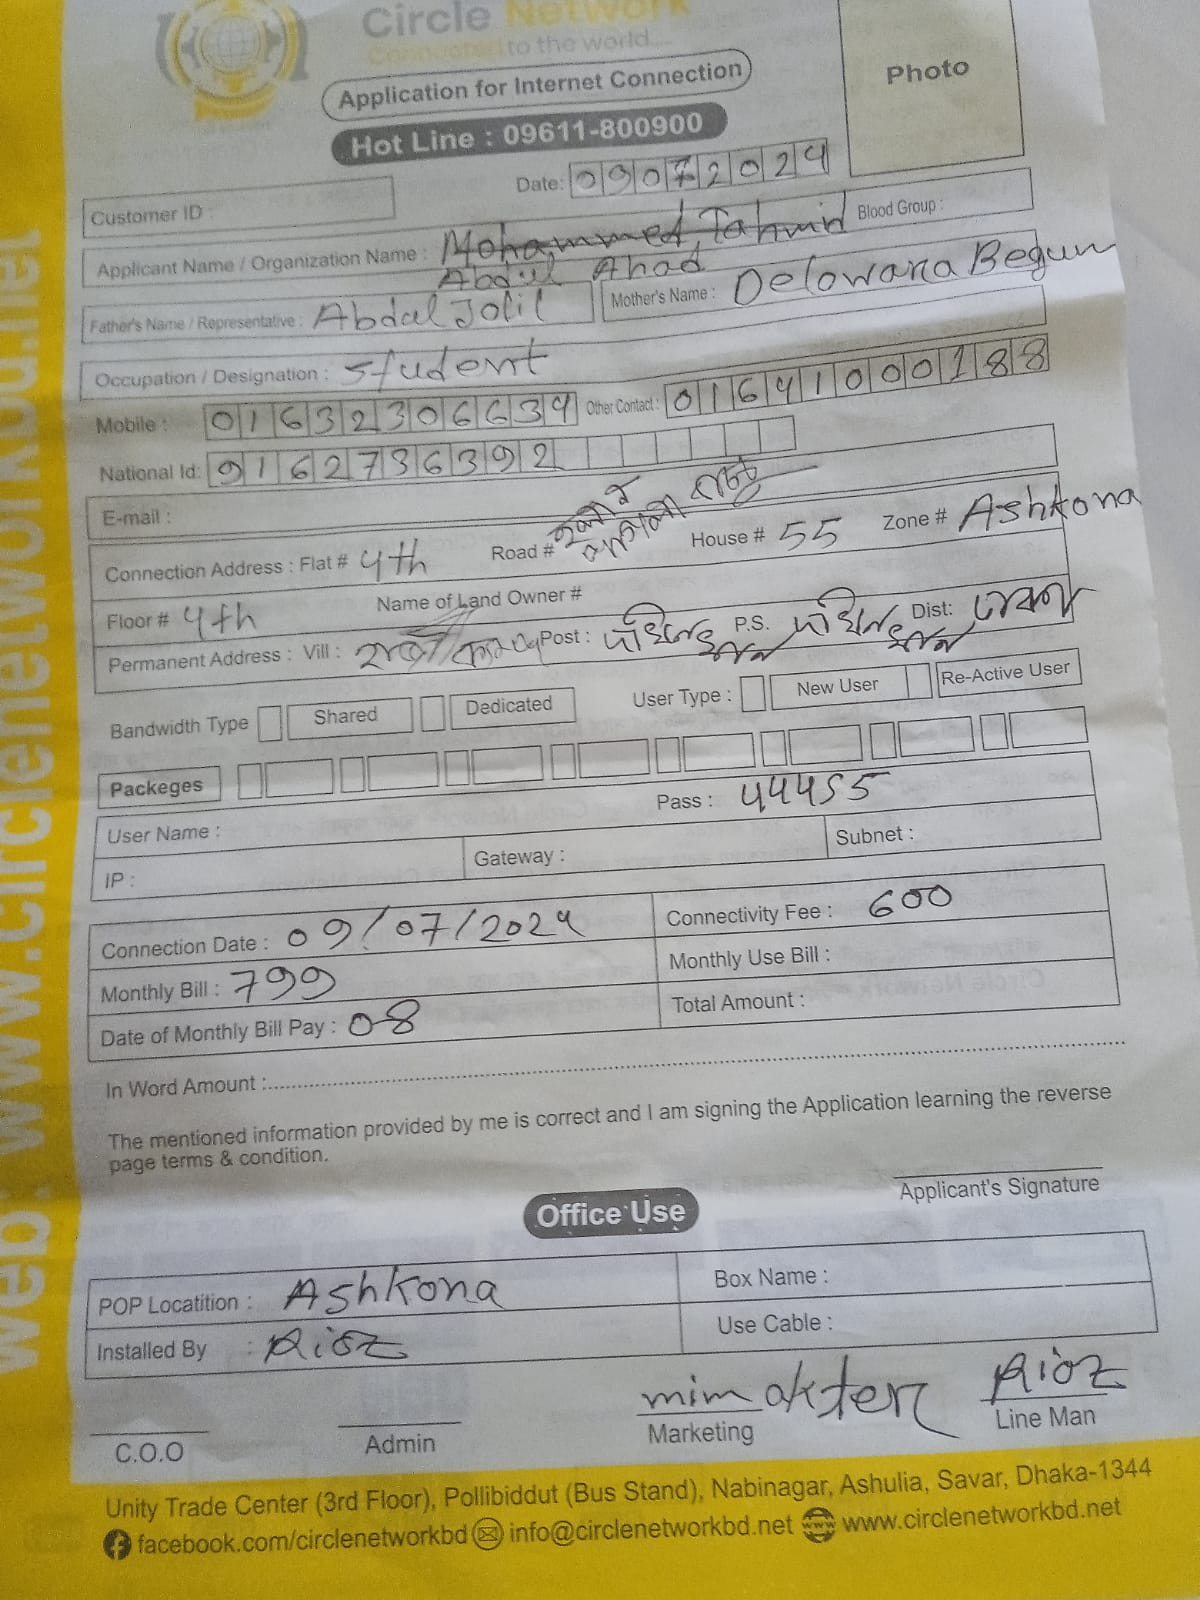 Circle Network
Connected to the world....
Application for Internet Connection
Photo
Hot Line : 09611-800900
Date: 09072024
Customer ID :
Applicant Name / Organization Name : Mohammed Tahmid Blood Group :
Abdul Ahad
Father's Name / Representative : Abdul Jolil Mother's Name : Delowara Begum
Occupation / Designation : Student
Mobile : 01632306634 Other Contact : 01641000188
National Id: 9162736392
E-mail :
Connection Address : Flat # 4th Road # House # 55 Zone # Ashkona
Floor # 4th Name of Land Owner #
Permanent Address : Vill : Post : P.S. Dist:
Bandwidth Type Shared Dedicated User Type : New User Re-Active User
Packeges
User Name : Pass : 44455
IP : Gateway : Subnet :
Connection Date : 09/07/2024 Connectivity Fee : 600
Monthly Bill : 799 Monthly Use Bill :
Date of Monthly Bill Pay : 08 Total Amount :
In Word Amount :
The mentioned information provided by me is correct and I am signing the Application learning the reverse
page terms & condition.
Applicant's Signature
Office Use
POP Locatition : Ashkona Box Name :
Installed By : Rioz Use Cable :
mim akter Rioz
C.O.O Admin Marketing Line Man
Unity Trade Center (3rd Floor), Pollibiddut (Bus Stand), Nabinagar, Ashulia, Savar, Dhaka-1344
facebook.com/circlenetworkbd info@circlenetworkbd.net www.circlenetworkbd.net
web : www.circlenetworkbd.net